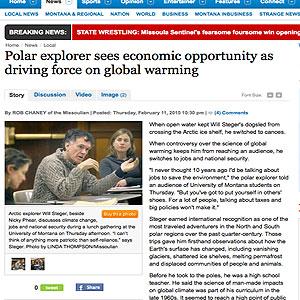 LOCAL
Home
News
Traffic
Obituaries
LOCAL | MONTANA & REGIONAL | NATION / WORLD | BUSINESS
BREAKING NEWS: STATE WRESTLING: Missoula Sentinel's fearsome foursome win opening
Home News Local
Polar explorer sees economic opportunity as
driving force on global warming
Story Discussion Video Image (2)
By ROB CHANEY of the Missoulian | Posted: Thursday, February 11, 2010 10:30 pm | (4) Comments
Arctic explorer Will Steger, beside
Nicky Phear, discusses climate change,
jobs and national security during a lunch gathering at the
University of Montana on Thursday afternoon. "I can't
think of anything more patriotic than self-reliance," says
Steger. Photo by LINDA THOMPSON/Missoulian
Buy this photo
When open water kept Will Steger's dogsled from
crossing the Arctic ice shelf, he switched to canoes.
When controversy over the science of global
warming keeps him from reaching an audience, he
switches to jobs and national security.
"I never thought 10 years ago I'd be talking about
jobs to save the environment," the polar explorer told
an audience of University of Montana students on
Thursday. "But you've got to put yourself in others'
shoes. For a lot of people, talking about taxes and
big policies won't make it."
Steger earned international recognition as one of the
most traveled adventurers in the North and South
polar regions over the past quarter-century. Those
trips gave him firsthand observations about how the
Earth's surface has changed, including vanishing
glaciers, shattered ice shelves, melting permafrost
and displaced communities of people and animals.
Before he took to the poles, he was a high school
teacher. He said the science of man-made impacts
on global climate was part of his curriculum in the
late 1960s. It seemed to reach a high point of public
0
tweet
Share